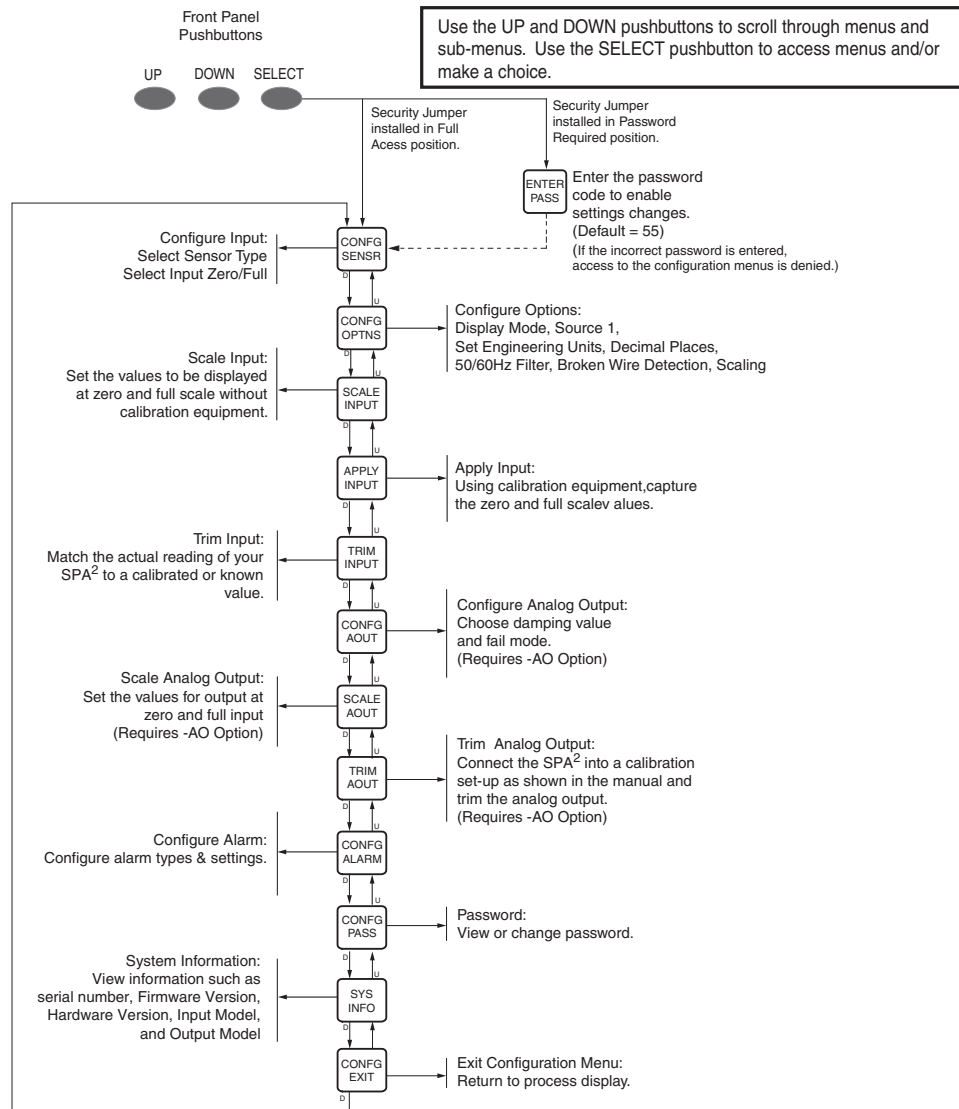 Front Panel
Pushbuttons
UP
DOWN
SELECT
Use the UP and DOWN pushbuttons to scroll through menus and
sub-menus. Use the SELECT pushbutton to access menus and/or
make a choice.
Security Jumper
installed in Full
Acess position.
Security Jumper
installed in Password
Required position.
ENTER
PASS
Enter the password
code to enable
settings changes.
(Default = 55)
(If the incorrect password is entered,
access to the configuration menus is denied.)
Configure Input:
Select Sensor Type
Select Input Zero/Full
CONFG
SENSR
D
U
CONFG
OPTNS
Configure Options:
Display Mode, Source 1,
Set Engineering Units, Decimal Places,
50/60Hz Filter, Broken Wire Detection, Scaling
D
U
Scale Input:
Set the values to be displayed
at zero and full scale without
calibration equipment.
SCALE
INPUT
D
U
APPLY
INPUT
Apply Input:
Using calibration equipment,capture
the zero and full scalev alues.
D
U
Trim Input:
Match the actual reading of your
SPA² to a calibrated or known
value.
TRIM
INPUT
D
U
CONFG
AOUT
Configure Analog Output:
Choose damping value
and fail mode.
(Requires -AO Option)
D
U
Scale Analog Output:
Set the values for output at
zero and full input
(Requires -AO Option)
SCALE
AOUT
D
U
TRIM
AOUT
Trim Analog Output:
Connect the SPA² into a calibration
set-up as shown in the manual and
trim the analog output.
(Requires -AO Option)
D
U
Configure Alarm:
Configure alarm types & settings.
CONFG
ALARM
D
U
CONFG
PASS
Password:
View or change password.
D
U
System Information:
View information such as
serial number, Firmware Version,
Hardware Version, Input Model,
and Output Model
SYS
INFO
D
U
CONFG
EXIT
Exit Configuration Menu:
Return to process display.
D